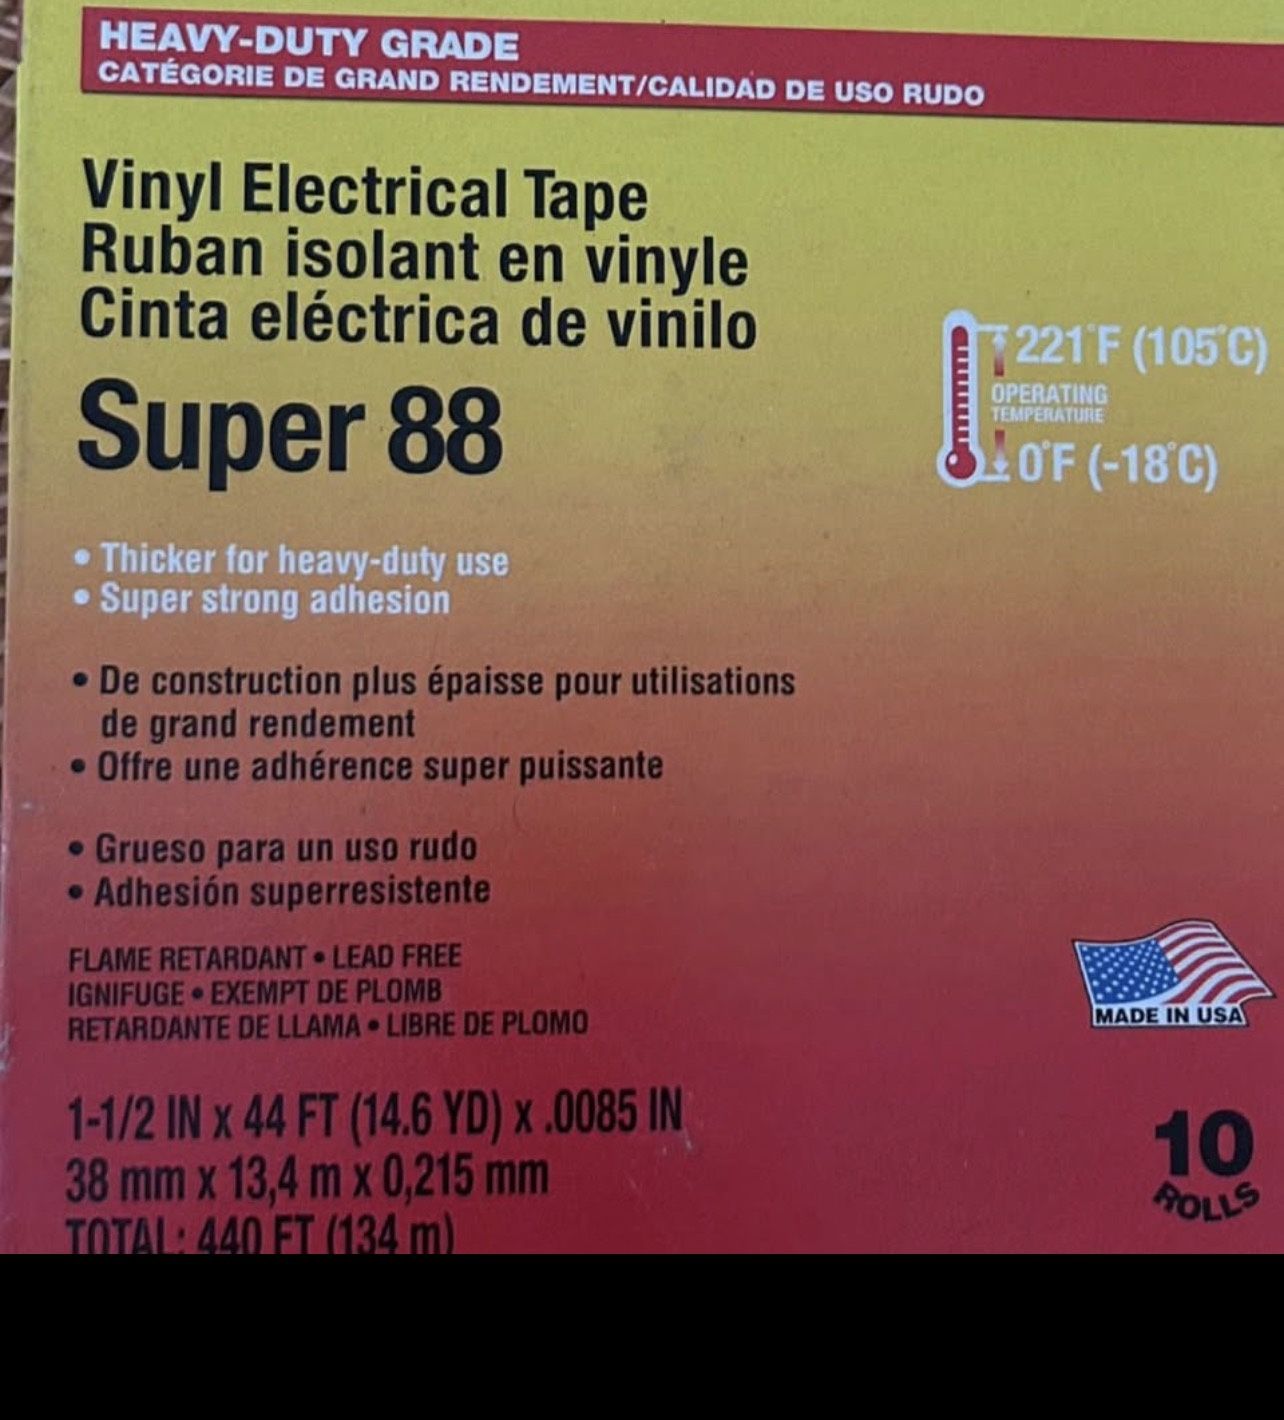 HEAVY-DUTY GRADE
CATÉGORIE DE GRAND RENDEMENT/CALIDAD DE USO RUDO
Vinyl Electrical Tape
Ruban isolant en vinyle
Cinta eléctrica de vinilo
Super 88
221°F (105°C)
OPERATING
TEMPERATURE
0°F (-18°C)
• Thicker for heavy-duty use
• Super strong adhesion
• De construction plus épaisse pour utilisations
de grand rendement
• Offre une adhérence super puissante
• Grueso para un uso rudo
• Adhesión superresistente
FLAME RETARDANT • LEAD FREE
IGNIFUGE • EXEMPT DE PLOMB
RETARDANTE DE LLAMA • LIBRE DE PLOMO
MADE IN USA
1-1/2 IN x 44 FT (14.6 YD) x .0085 IN
38 mm x 13,4 m x 0,215 mm
TOTAL: 440 FT (134 m)
10
ROLLS